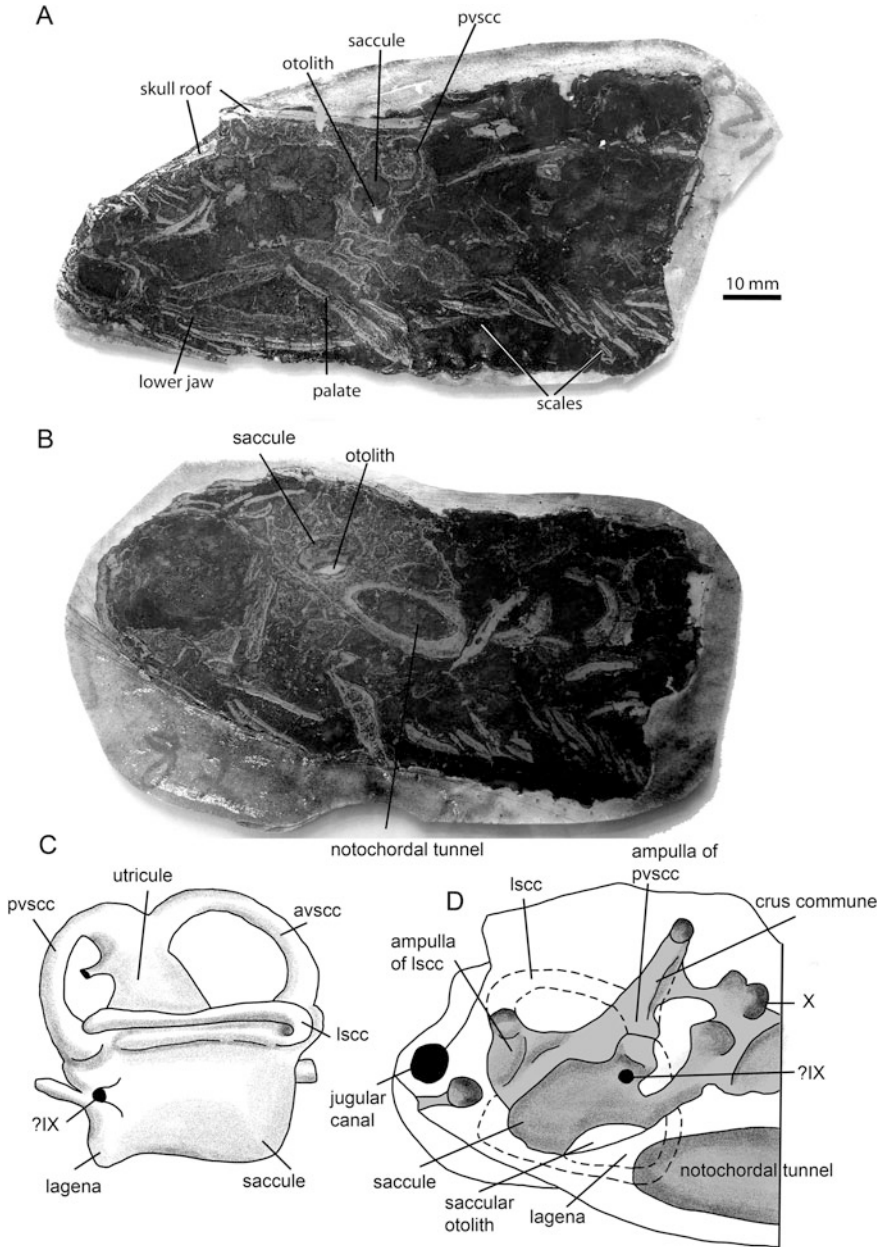 A
pvscc
saccule
otolith
skull roof
10 mm
lower jaw
palate
scales
B
saccule
otolith
notochordal tunnel
C
utricule
pvscc
avscc
lscc
?IX
lagena
saccule
D
ampulla of
pvscc
lscc
crus commune
ampulla
of lscc
X
?IX
jugular
canal
saccule
saccular
otolith
lagena
notochordal tunnel